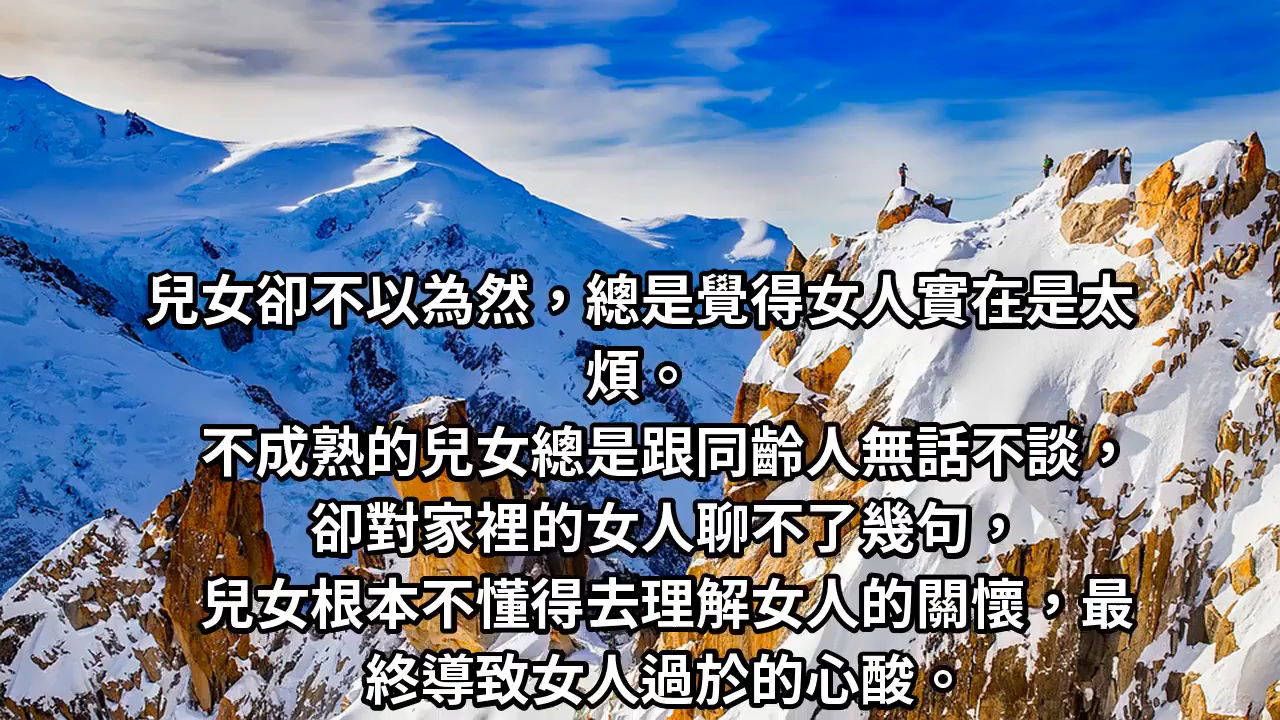 兒女卻不以為然，總是覺得女人實在是太
煩。
不成熟的兒女總是跟同齡人無話不談，
卻對家裡的女人聊不了幾句，
兒女根本不懂得去理解女人的關懷，最
終導致女人過於的心酸。